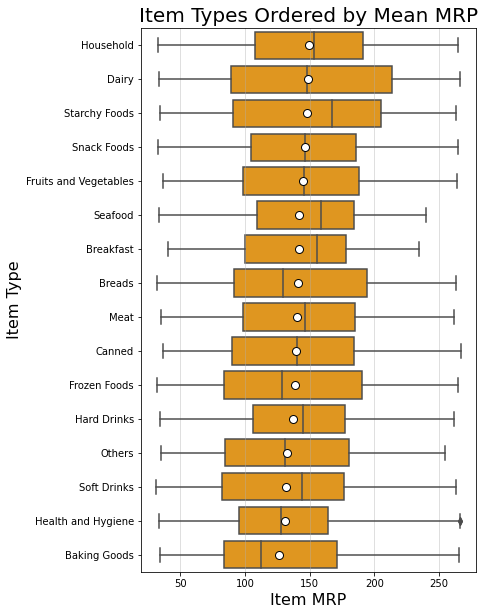 Item Types Ordered by Mean MRP
Household
Dairy
Starchy Foods
Snack Foods
Fruits and Vegetables
Seafood
Breakfast
Breads
Meat
Canned
Frozen Foods
Hard Drinks
Others
Soft Drinks
Health and Hygiene
Baking Goods
Item Type
50 100 150 200 250
Item MRP